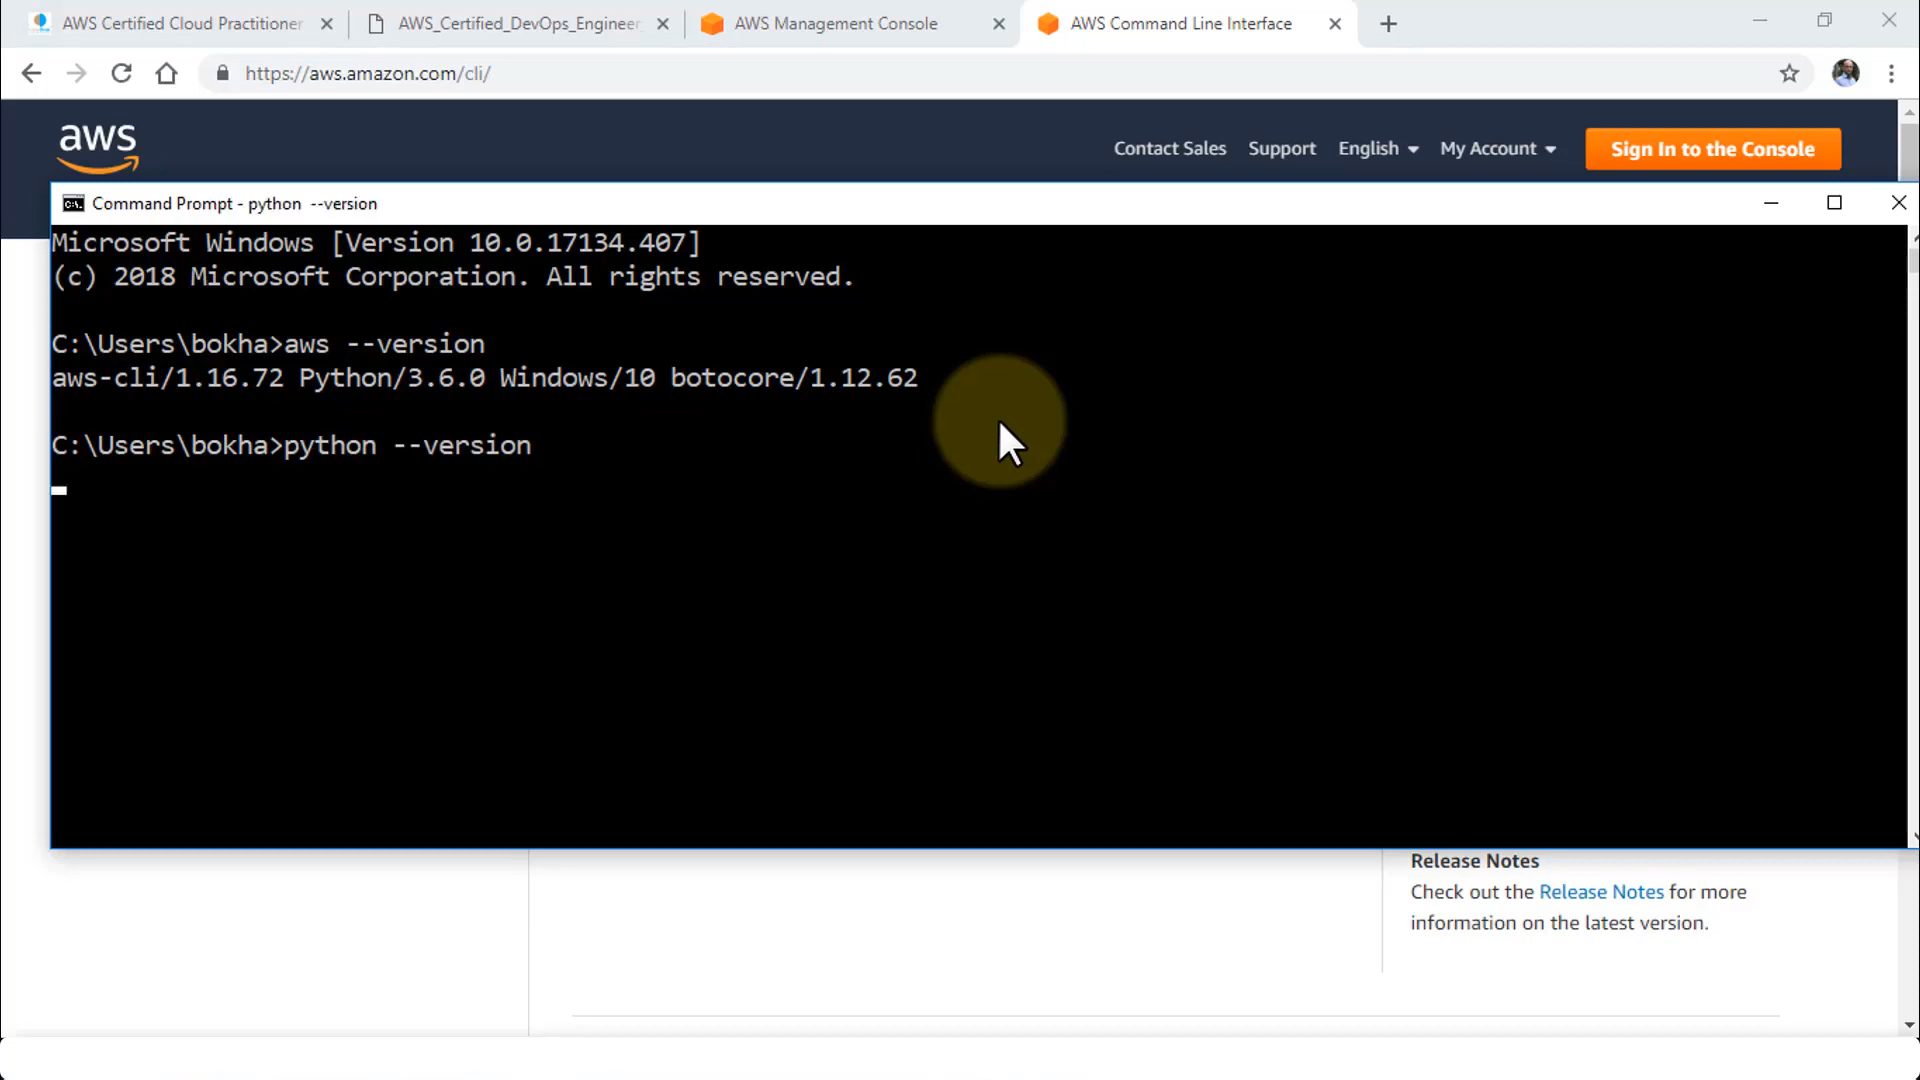 AWS Certified Cloud Practitioner
AWS_Certified_DevOps_Engineer
AWS Management Console
AWS Command Line Interface
https://aws.amazon.com/cli/
aws
Contact Sales
Support
English
My Account
Sign In to the Console
Command Prompt - python --version
Microsoft Windows [Version 10.0.17134.407]
(c) 2018 Microsoft Corporation. All rights reserved.
C:\Users\bokha>aws --version
aws-cli/1.16.72 Python/3.6.0 Windows/10 botocore/1.12.62
C:\Users\bokha>python --version
Release Notes
Check out the Release Notes for more
information on the latest version.